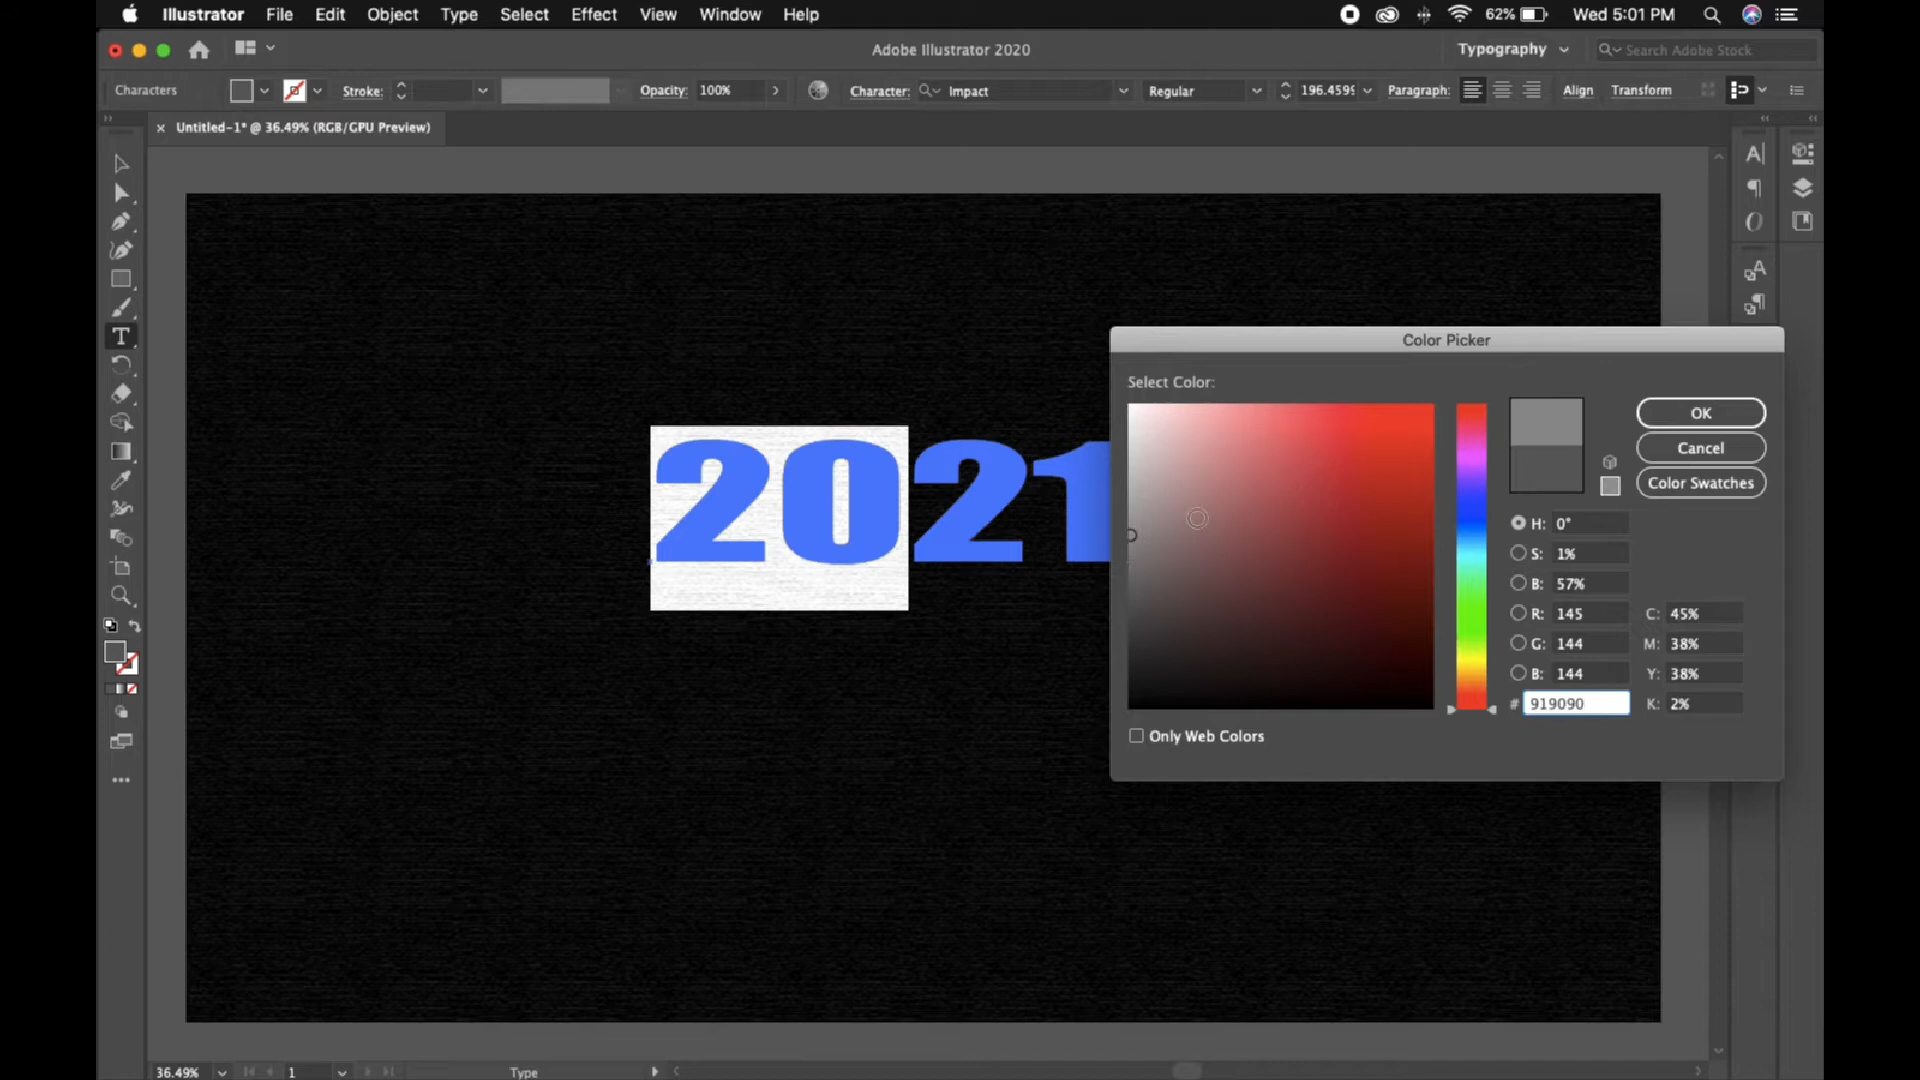 Illustrator File Edit Object Type Select Effect View Window Help 62% Wed 5:01 PM
Adobe Illustrator 2020 Typography Search Adobe Stock
Characters Stroke: Opacity: 100% Character: Impact Regular 196.459 Paragraph: Align Transform
Untitled-1* @ 36.49% (RGB/GPU Preview)
2021
Color Picker
Select Color:
OK
Cancel
Color Swatches
H: 0°
S: 1%
B: 57%
R: 145 C: 45%
G: 144 M: 38%
B: 144 Y: 38%
# 919090 K: 2%
Only Web Colors
36.49% 1 Type